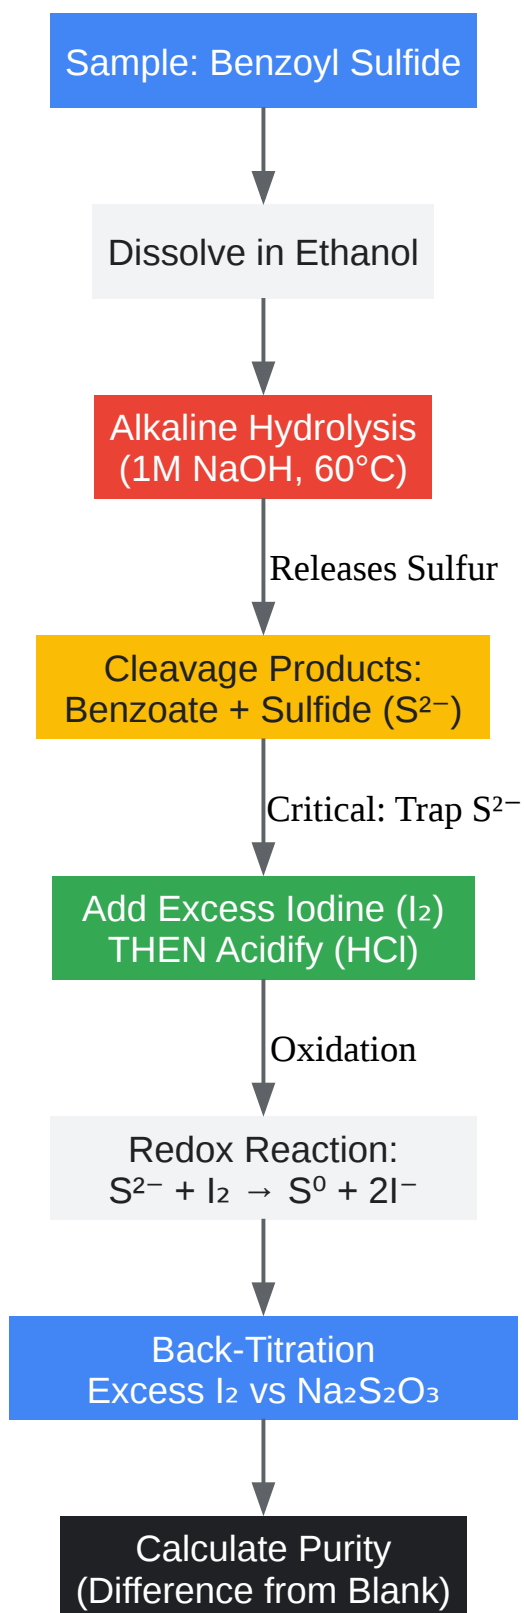 Sample: Benzoyl Sulfide
Dissolve in Ethanol
Alkaline Hydrolysis
(1M NaOH, 60°C)
Releases Sulfur
Cleavage Products:
Benzoate + Sulfide (S²⁻)
Critical: Trap S²⁻
Add Excess Iodine (I₂)
THEN Acidify (HCl)
Oxidation
Redox Reaction:
S²⁻ + I₂ → S⁰ + 2I⁻
Back-Titration
Excess I₂ vs Na₂S₂O₃
Calculate Purity
(Difference from Blank)